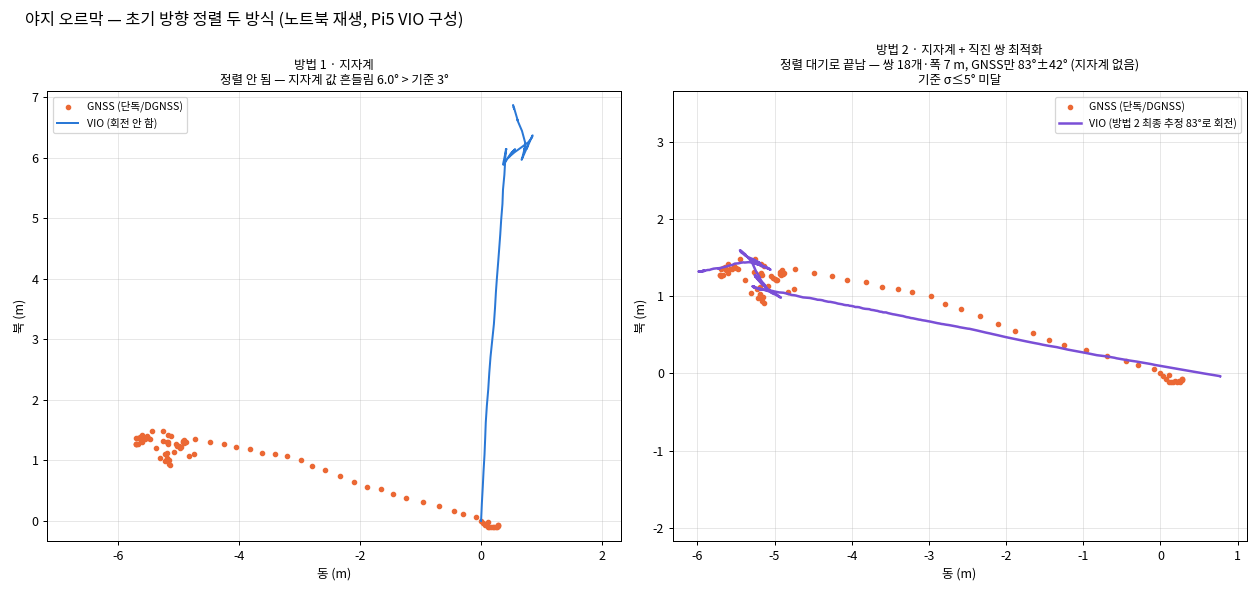 야지 오르막 — 초기 방향 정렬 두 방식 (노트북 재생, Pi5 VIO 구성)
방법 1 · 지자계
정렬 안 됨 — 지자계 값 흔들림 6.0° > 기준 3°
GNSS (단독/DGNSS)
VIO (회전 안 함)
7
6
5
4
3
2
1
0
북 (m)
-6
-4
-2
0
2
동 (m)
방법 2 · 지자계 + 직진 쌍 최적화
정렬 대기로 끝남 — 쌍 18개·폭 7 m, GNSS만 83°±42° (지자계 없음)
기준 σ≤5° 미달
GNSS (단독/DGNSS)
VIO (방법 2 최종 추정 83°로 회전)
3
2
1
0
-1
-2
북 (m)
-6
-5
-4
-3
-2
-1
0
1
동 (m)